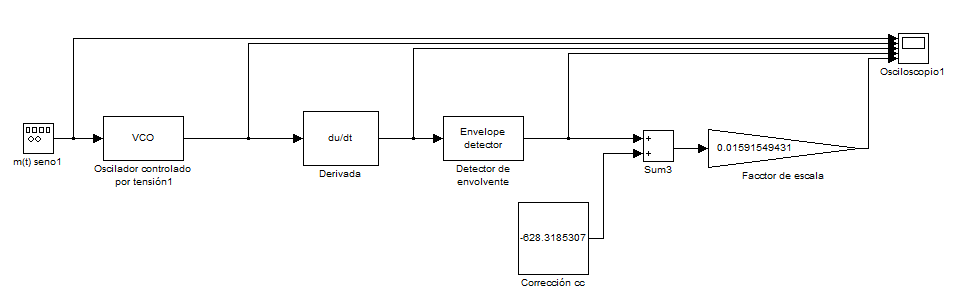 Osciloscopio1
m(t) seno1
VCO
Oscilador controlado
por tensión1
du/dt
Derivada
Envelope
detector
Detector de
envolvente
+
+
Sum3
0.01591549431
Facctor de escala
-628.3185307
Corrección cc